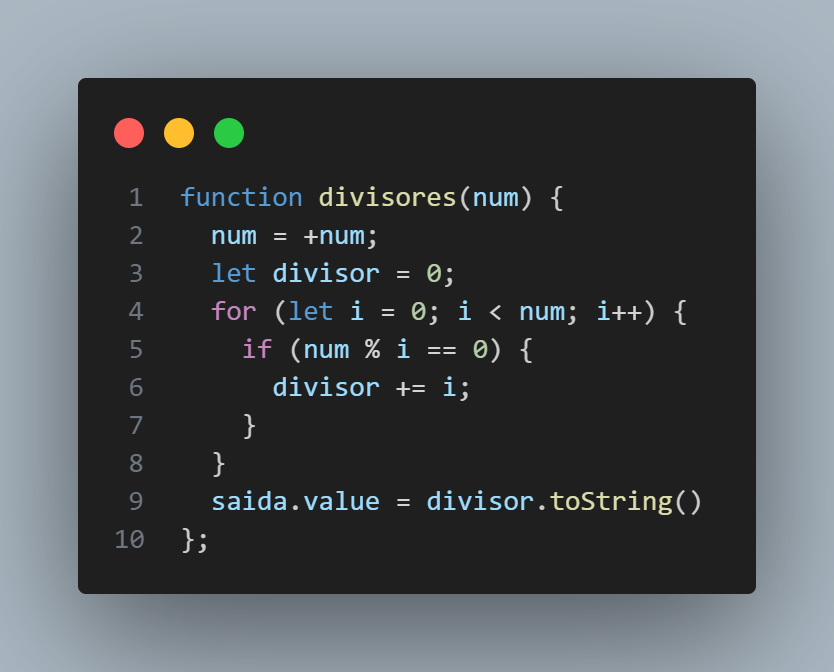 1 function divisores(num) {
2   num = +num;
3   let divisor = 0;
4   for (let i = 0; i < num; i++) {
5     if (num % i == 0) {
6       divisor += i;
7     }
8   }
9   saida.value = divisor.toString()
10 };